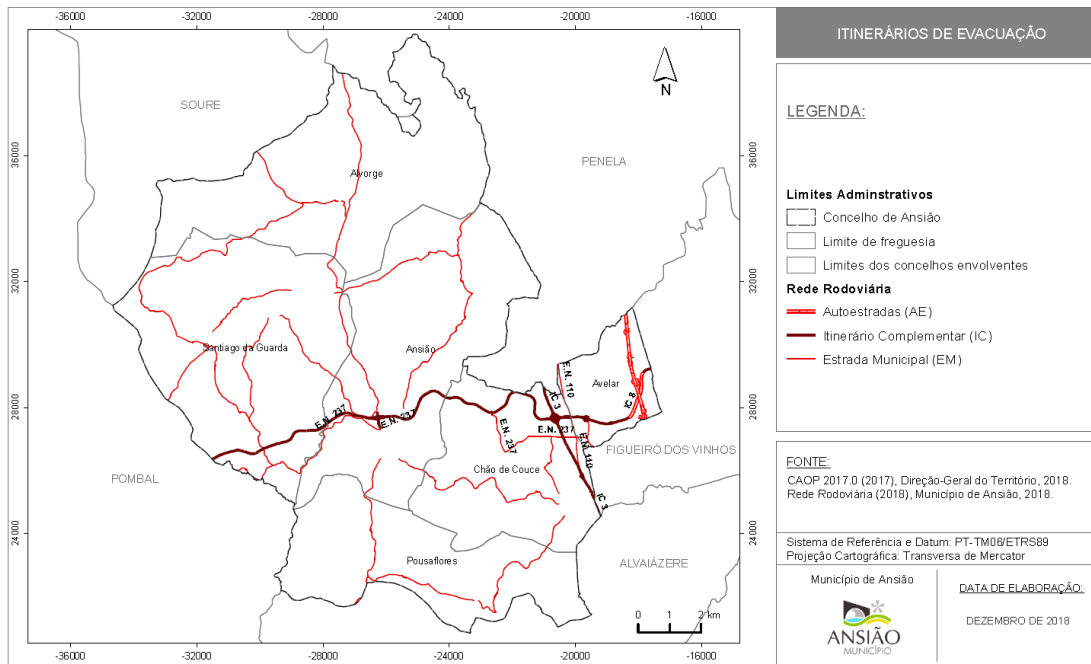 -36000 -32000 -28000 -24000 -20000 -16000
ITINERÁRIOS DE EVACUAÇÃO
N
SOURE
PENELA
36000 36000
Alvorge
32000 32000
Santiago da Guarda
Ansião
Avelar
E.N. 110
IC 3
IC 8
28000 28000
E.N. 237
E.N. 237
E.N. 237
E.N. 237
E.N. 110
FIGUEIRÓ DOS VINHOS
POMBAL
Chão de Couce
IC 3
24000 24000
Pousaflores
ALVAIÁZERE
0 1 2 km
-36000 -32000 -28000 -24000 -20000 -16000
LEGENDA:
Limites Adminstrativos
Concelho de Ansião
Limite de freguesia
Limites dos concelhos envolventes
Rede Rodoviária
Autoestradas (AE)
Itinerário Complementar (IC)
Estrada Municipal (EM)
FONTE:
CAOP 2017.0 (2017), Direção-Geral do Território, 2018.
Rede Rodoviária (2018), Município de Ansião, 2018.
Sistema de Referência e Datum: PT-TM06/ETRS89
Projeção Cartográfica: Transversa de Mercator
Município de Ansião
ANSIÃO
MUNICÍPIO
DATA DE ELABORAÇÃO:
DEZEMBRO DE 2018